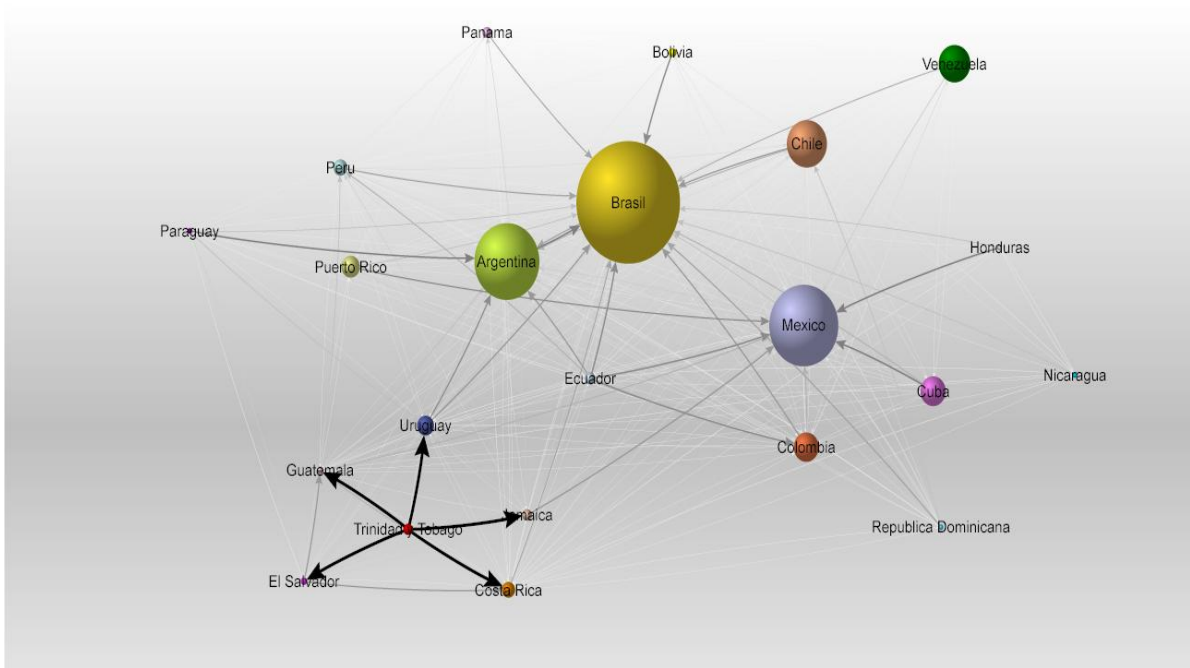 Panama
Bolivia
Venezuela
Chile
Peru
Brasil
Paraguay
Honduras
Argentina
Puerto Rico
Mexico
Ecuador
Nicaragua
Cuba
Uruguay
Colombia
Guatemala
Jamaica
Trinidad y Tobago
Republica Dominicana
El Salvador
Costa Rica